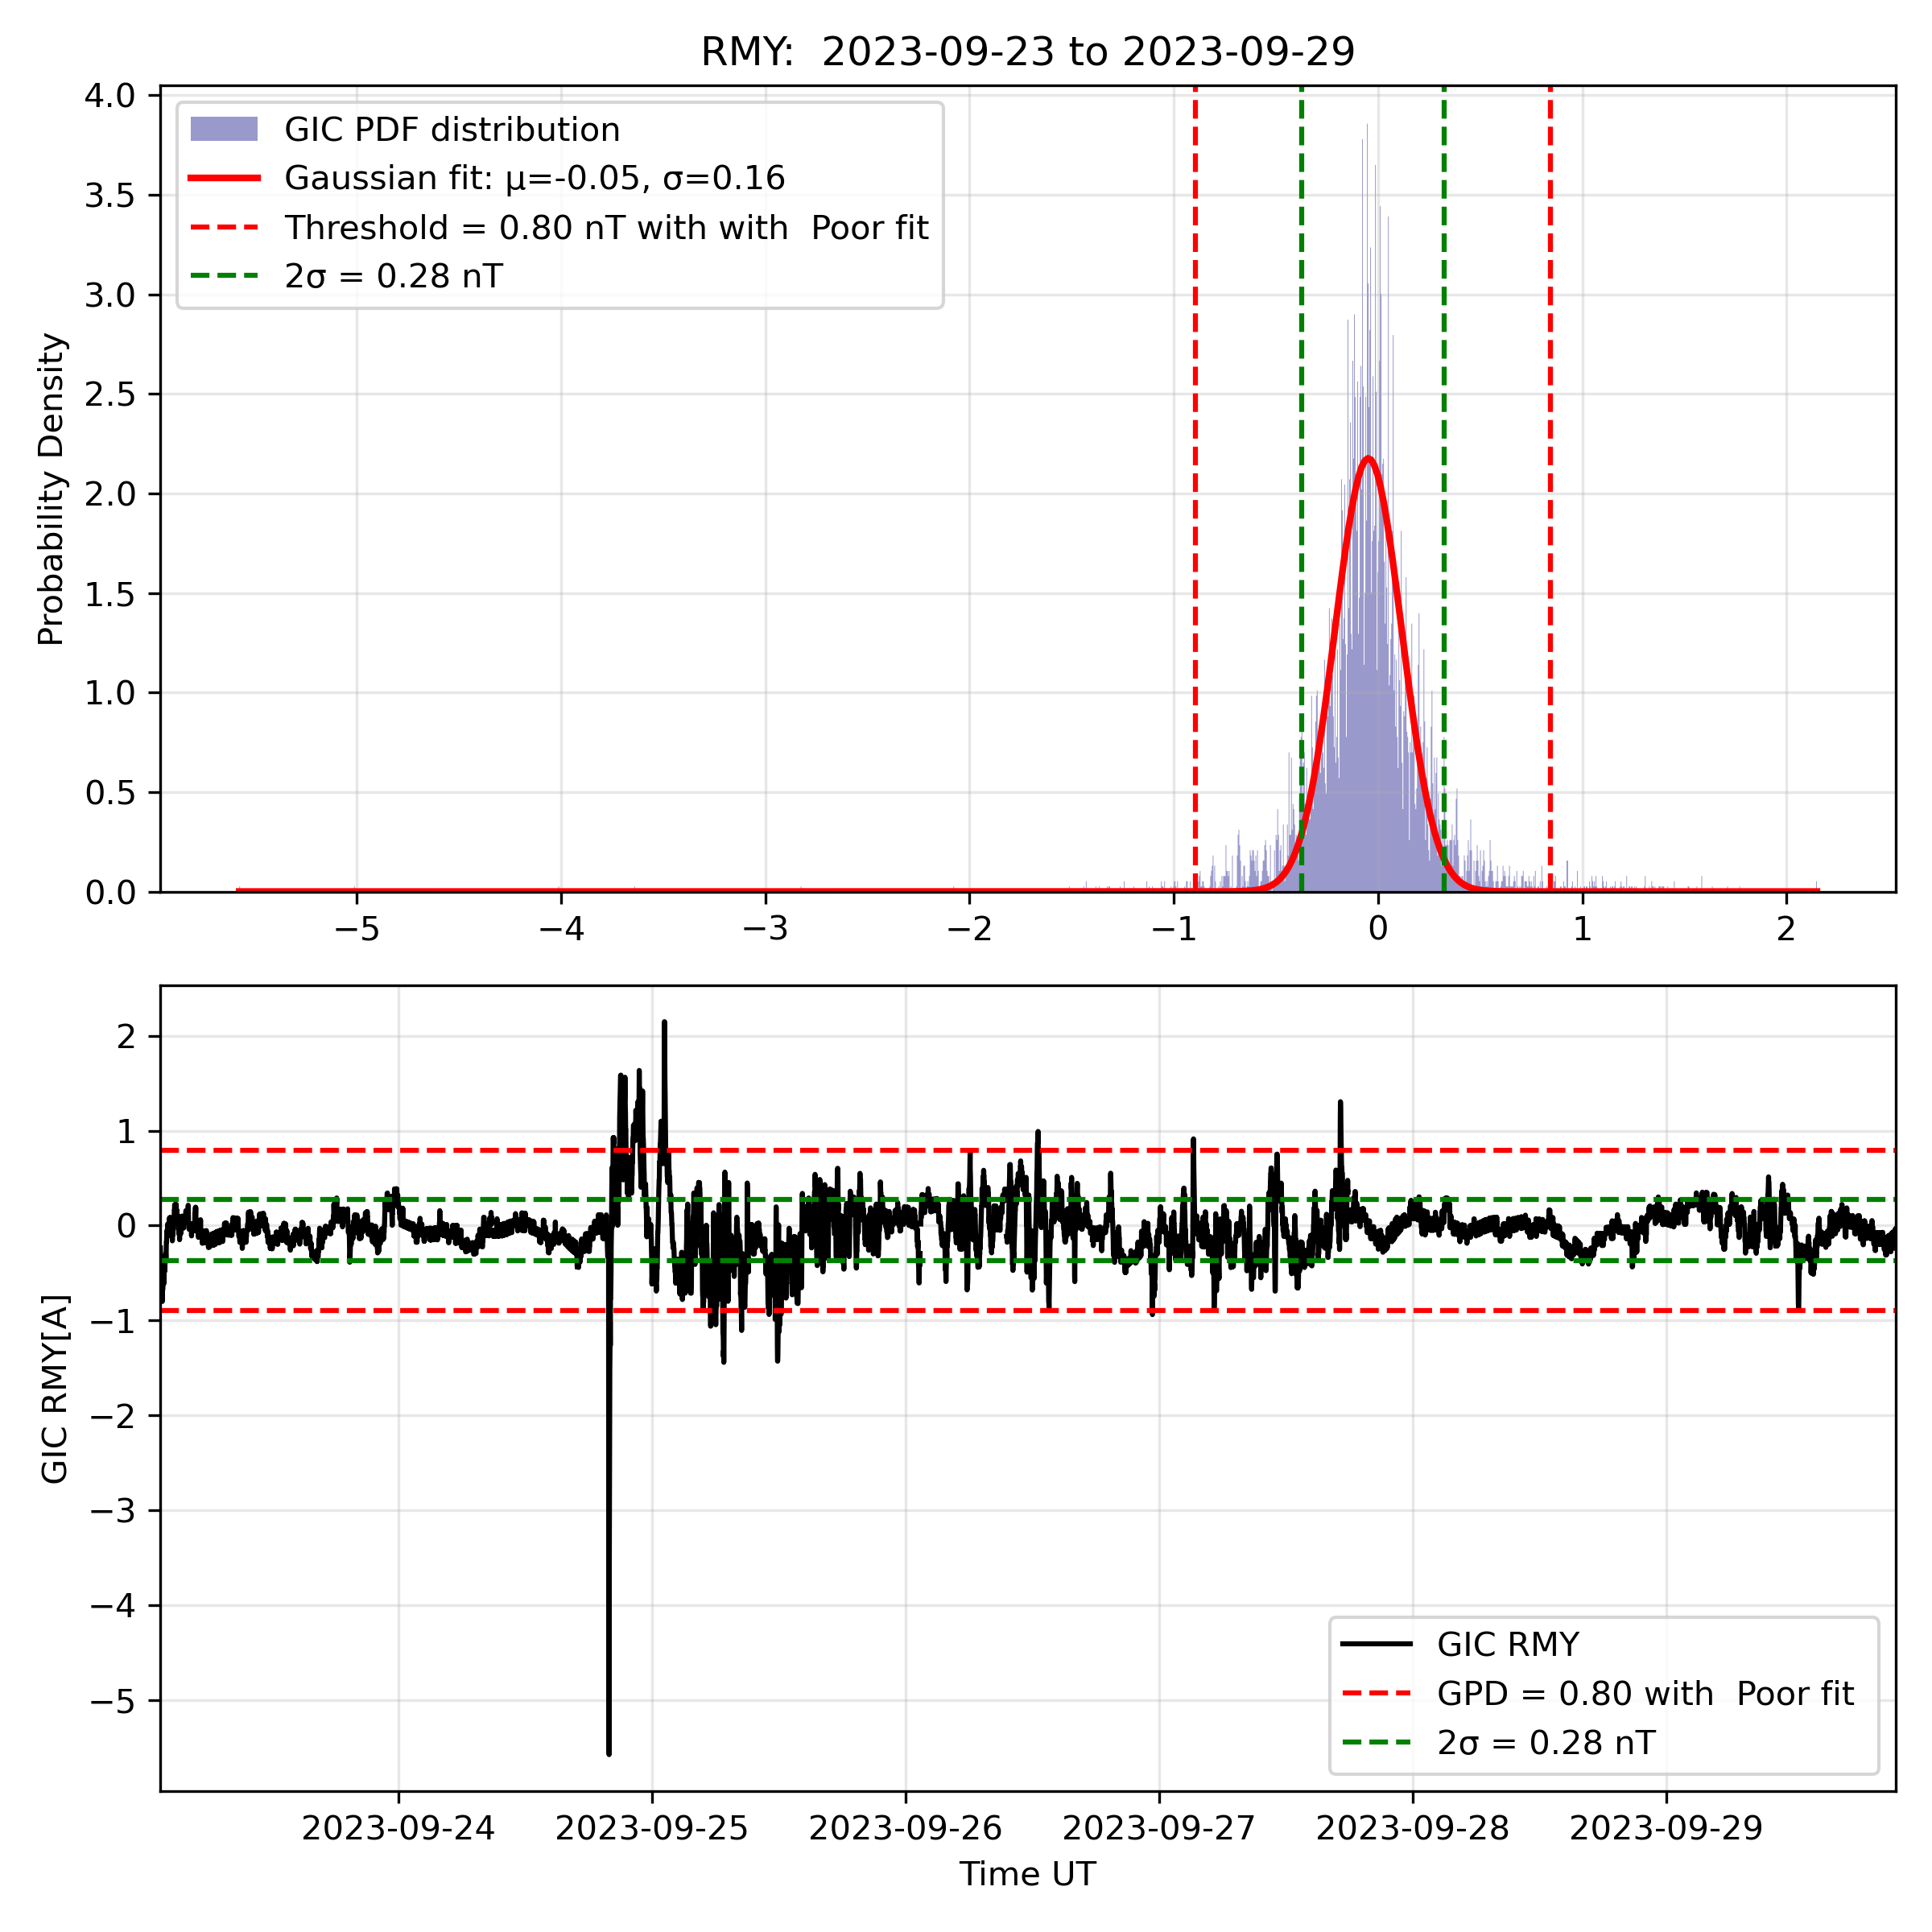 RMY:  2023-09-23 to 2023-09-29
4.0
3.5
3.0
2.5
2.0
1.5
1.0
0.5
0.0
Probability Density
GIC PDF distribution
Gaussian fit: μ=-0.05, σ=0.16
Threshold = 0.80 nT with with  Poor fit
2σ = 0.28 nT
−5
−4
−3
−2
−1
0
1
2
2
1
0
−1
−2
−3
−4
−5
GIC RMY[A]
GIC RMY
GPD = 0.80 with  Poor fit
2σ = 0.28 nT
2023-09-24
2023-09-25
2023-09-26
2023-09-27
2023-09-28
2023-09-29
Time UT